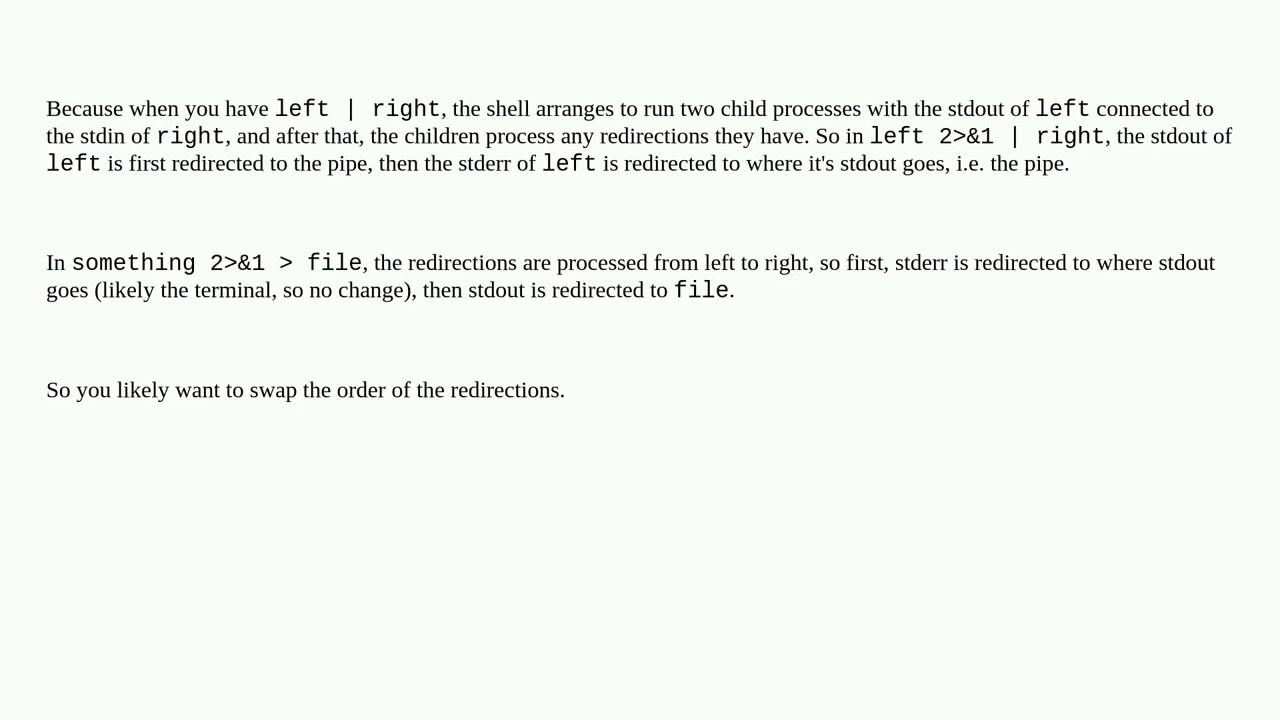 Because when you have left | right, the shell arranges to run two child processes with the stdout of left connected to
the stdin of right, and after that, the children process any redirections they have. So in left 2>&1 | right, the stdout of
left is first redirected to the pipe, then the stderr of left is redirected to where it's stdout goes, i.e. the pipe.
In something 2>&1 > file, the redirections are processed from left to right, so first, stderr is redirected to where stdout
goes (likely the terminal, so no change), then stdout is redirected to file.
So you likely want to swap the order of the redirections.